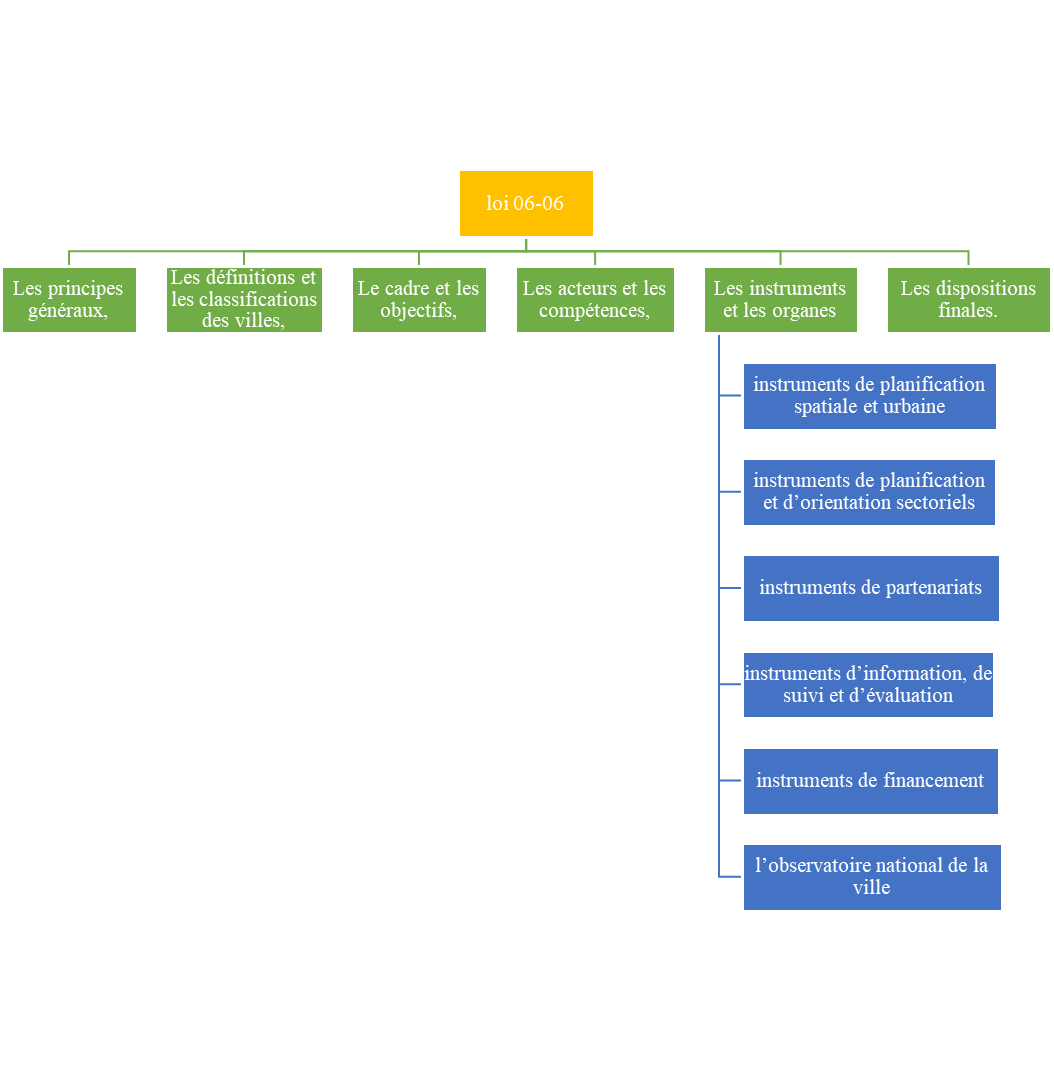 loi 06-06
Les principes
généraux,
Les définitions et
les classifications
des villes,
Le cadre et les
objectifs,
Les acteurs et les
compétences,
Les instruments
et les organes
Les dispositions
finales.
instruments de planification
spatiale et urbaine
instruments de planification
et d’orientation sectoriels
instruments de partenariats
instruments d’information, de
suivi et d’évaluation
instruments de financement
l’observatoire national de la
ville